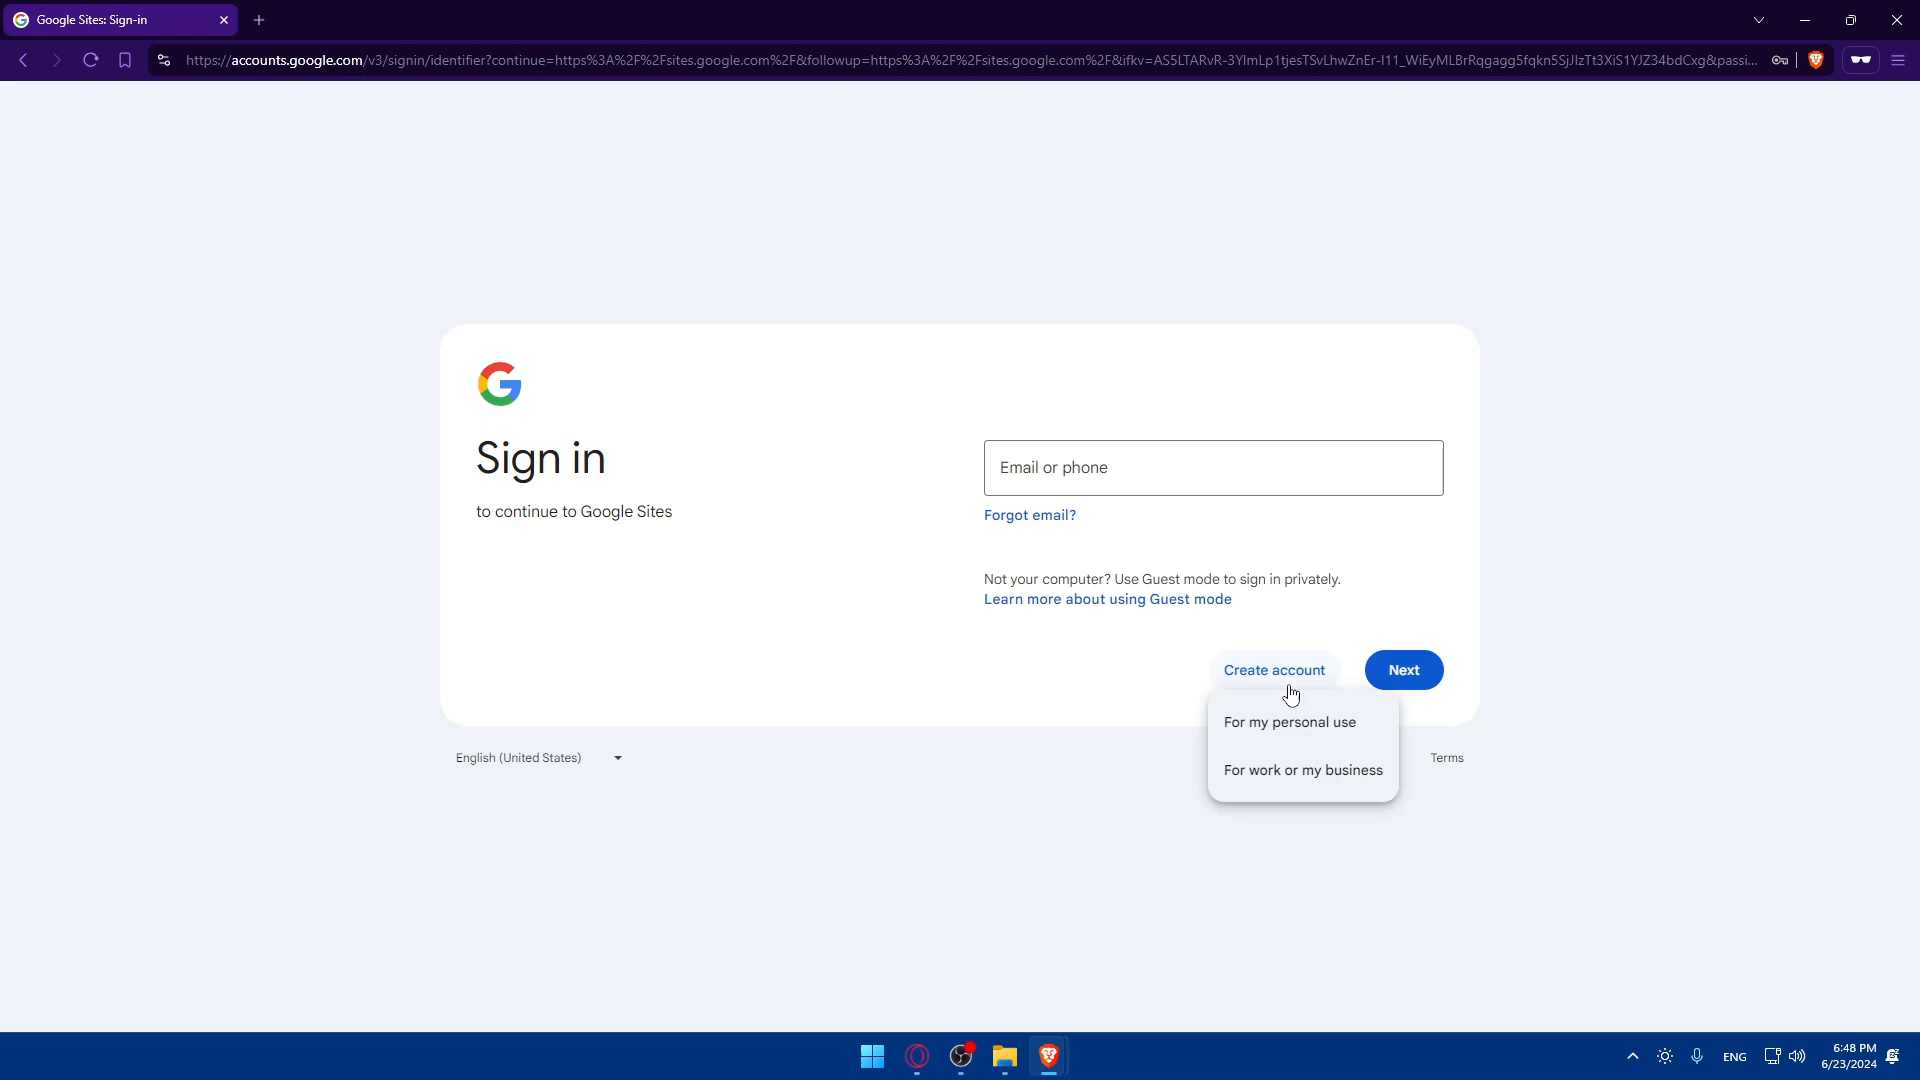 Google Sites: Sign-in
https://accounts.google.com/v3/signin/identifier?continue=https%3A%2F%2Fsites.google.com%2F&followup=https%3A%2F%2Fsites.google.com%2F&ifkv=AS5LTARvR-3YlmLp1tjesTSvLhwZnEr-l11_WiEyMLBrRqgagg5fqkn5SjJIzTt3XiS1YJZ34bdCxg&passi...
Sign in
to continue to Google Sites
Email or phone
Forgot email?
Not your computer? Use Guest mode to sign in privately.
Learn more about using Guest mode
Create account
Next
For my personal use
For work or my business
English (United States)
Terms
ENG
6:48 PM
6/23/2024